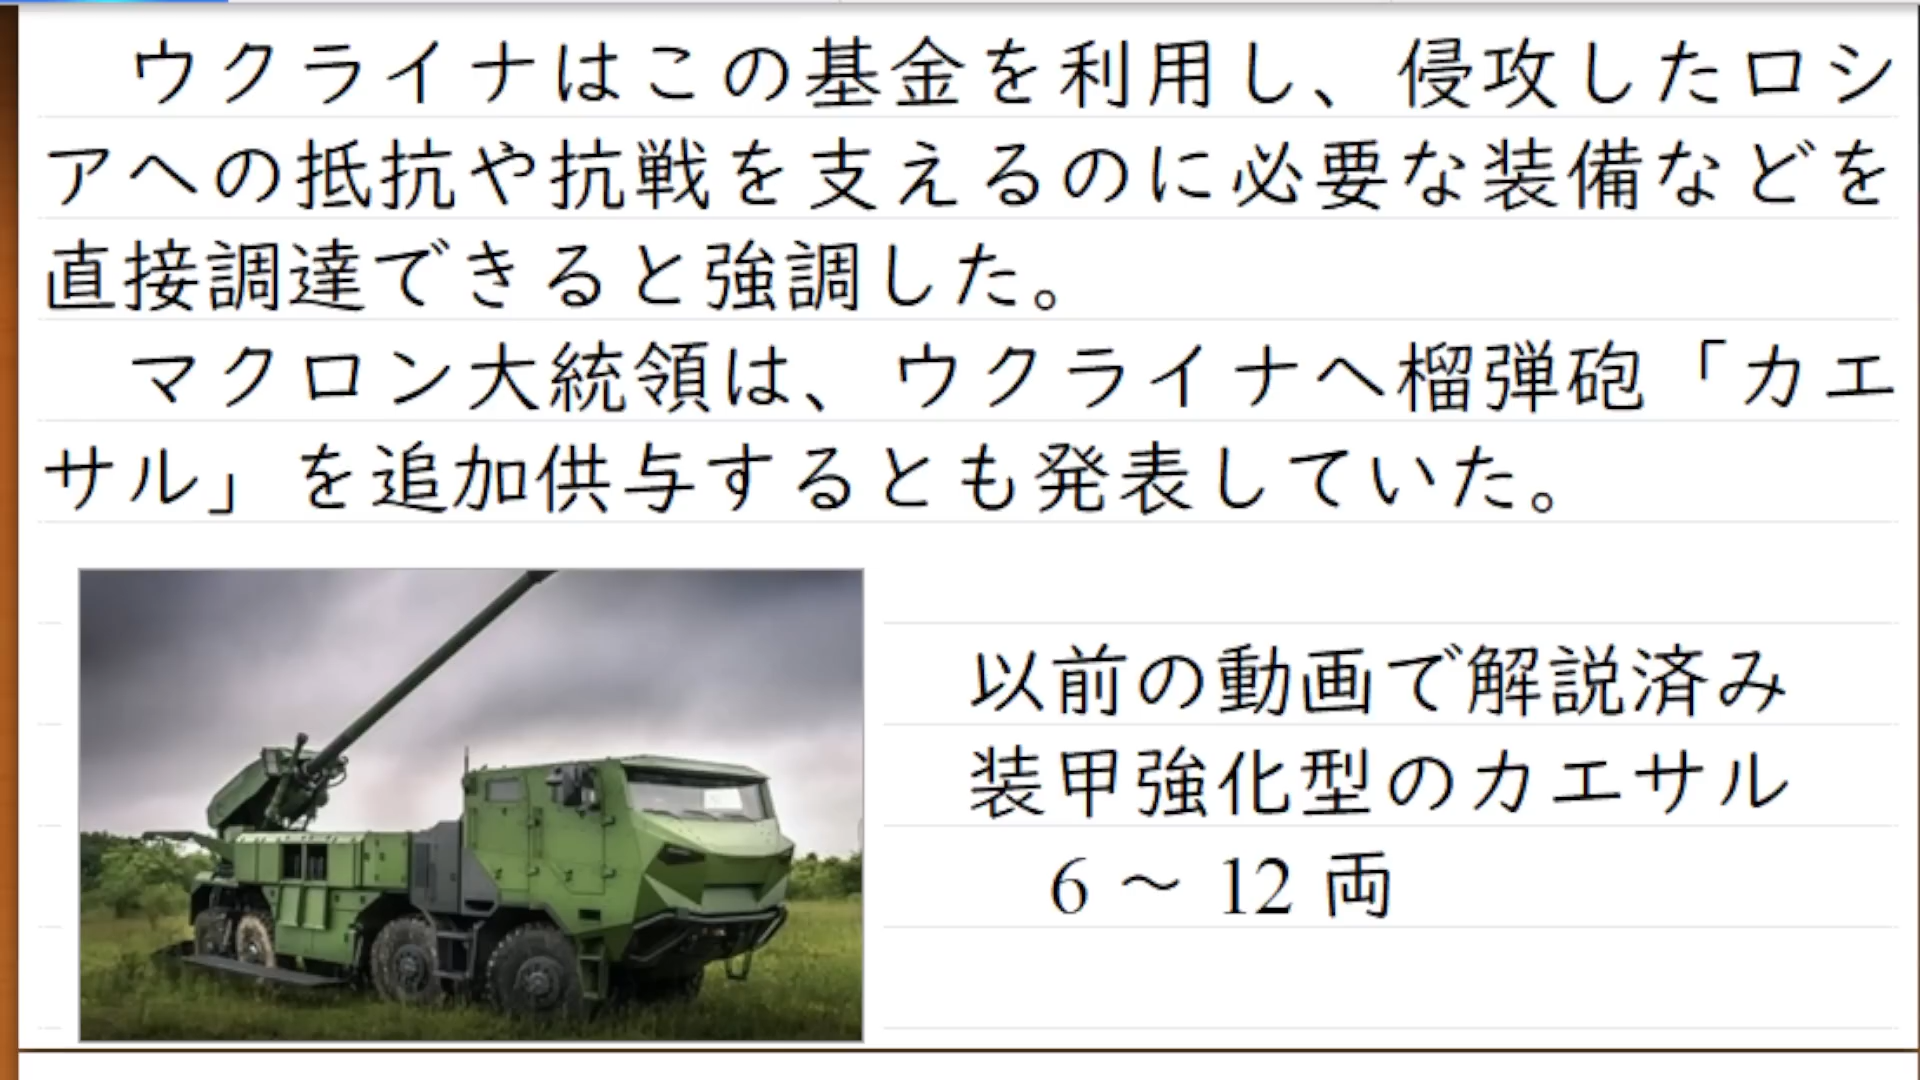 ウクライナはこの基金を利用し、侵攻したロシ
アへの抵抗や抗戦を支えるのに必要な装備などを
直接調達できると強調した。
マクロン大統領は、ウクライナへ榴弾砲「カエ
サル」を追加供与するとも発表していた。
以前の動画で解説済み
装甲強化型のカエサル
6 ～ 12 両